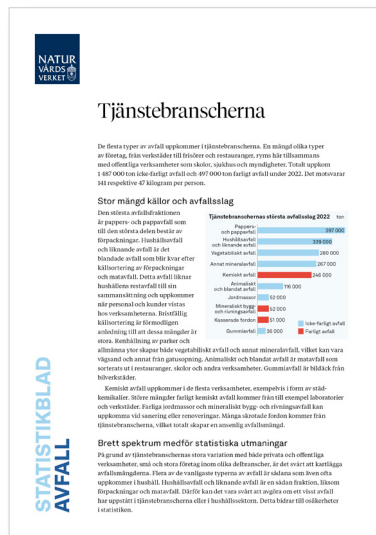 NATUR
VÅRDS
VERKET
Tjänstebranscherna
De flesta typer av avfall uppkommer i tjänstebranscherna. En mängd olika typer
av företag, från verkstäder till frisörer och restauranger, ryms här tillsammans
med offentliga verksamheter som skolor, sjukhus och myndigheter. Totalt uppkom
1 487 000 ton icke-farligt avfall och 497 000 ton farligt avfall under 2022. Det motsvarar
141 respektive 47 kilogram per person.
Stor mängd källor och avfallsslag
Den största avfallsfraktionen
är pappers- och pappavfall som
till den största delen består av
förpackningar. Hushållsavfall
och liknande avfall är det
blandade avfall som blir kvar efter
källsortering av förpackningar
och matavfall. Detta avfall liknar
hushållens restavfall till sin
sammansättning och uppkommer
när personal och kunder vistas
hos verksamheterna. Bristfällig
källsortering är förmodligen
anledning till att dessa mängder är
stora. Renhållning av parker och
allmänna ytor skapar både vegetabiliskt avfall och annat mineralavfall, vilket kan vara
vägsand och annat från gatusopning. Animaliskt och blandat avfall är matavfall som
sorterats ut i restauranger, skolor och andra verksamheter. Gummiavfall är bildäck från
bilverkstäder.
Tjänstebranschernas största avfallsslag 2022 ton
Pappers-
och pappavfall 397 000
Hushållsavfall
och liknande avfall 339 000
Vegetabiliskt avfall 280 000
Annat mineralavfall 267 000
Kemiskt avfall 246 000
Animaliskt
och blandat avfall 116 000
Jordmassor 52 000
Mineraliskt bygg-
och rivningsavfall 52 000
Kasserade fordon 51 000
Gummiavfall 36 000
Icke-farligt avfall
Farligt avfall
Kemiskt avfall uppkommer i de flesta verksamheter, exempelvis i form av städ-
kemikalier. Större mängder farligt kemiskt avfall kommer från till exempel laboratorier
och verkstäder. Farliga jordmassor och mineraliskt bygg- och rivningsavfall kan
uppkomma vid sanering eller renoveringar. Många skrotade fordon kommer från
tjänstebranscherna, vilket totalt skapar en ansenlig avfallsmängd.
Brett spektrum medför statistiska utmaningar
På grund av tjänstebranschernas stora variation med både privata och offentliga
verksamheter, små och stora företag inom olika delbranscher, är det svårt att kartlägga
avfallsmängderna. Flera av de vanligaste typerna av avfall är sådana som även ofta
uppkommer i hushåll. Hushållsavfall och liknande avfall är en sådan fraktion, liksom
förpackningar och matavfall. Därför kan det vara svårt att avgöra om ett visst avfall
har uppstått i tjänstebranscherna eller i hushållssektorn. Detta bidrar till osäkerheter
i statistiken.
STATISTIKBLAD
AVFALL